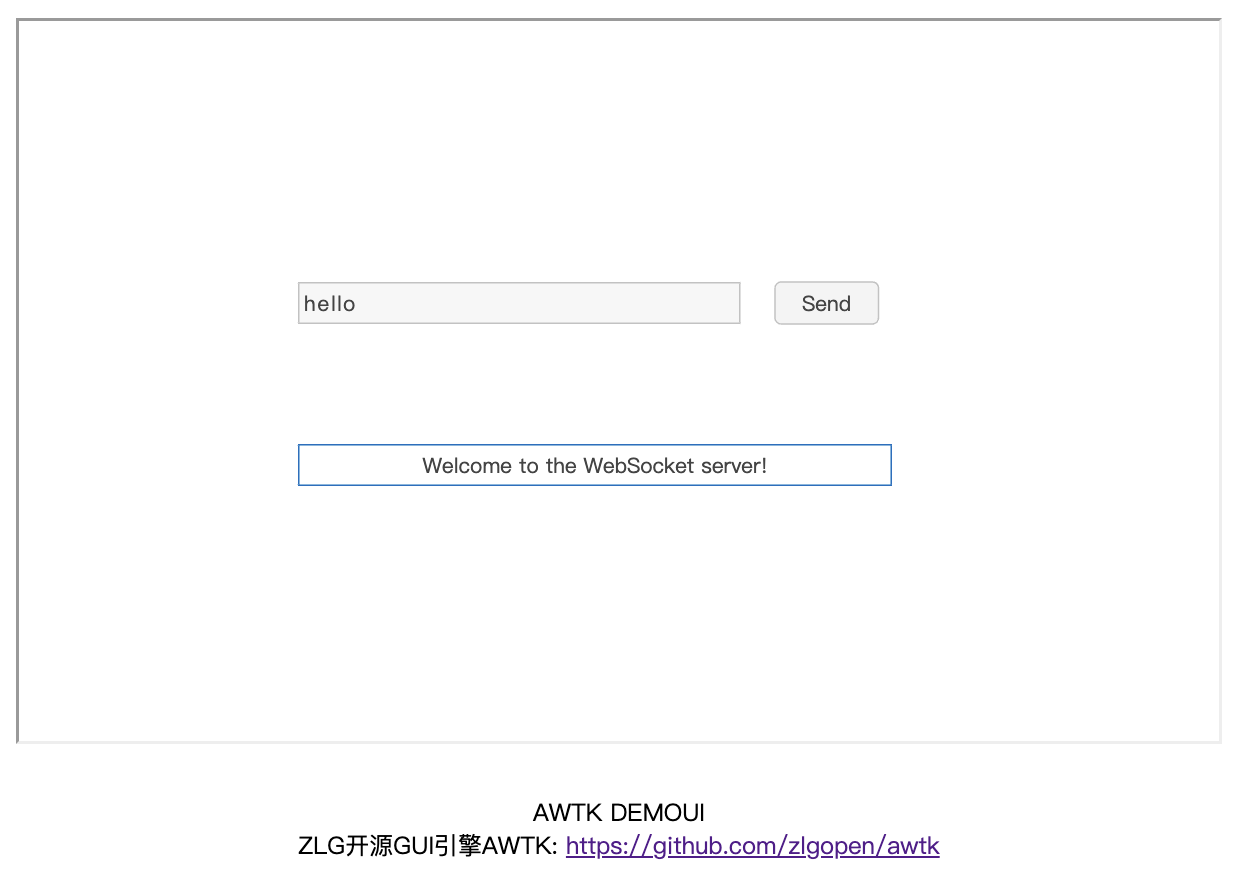 hello
Send
Welcome to the WebSocket server!
AWTK DEMOUI
ZLG开源GUI引擎AWTK: https://github.com/zlgopen/awtk